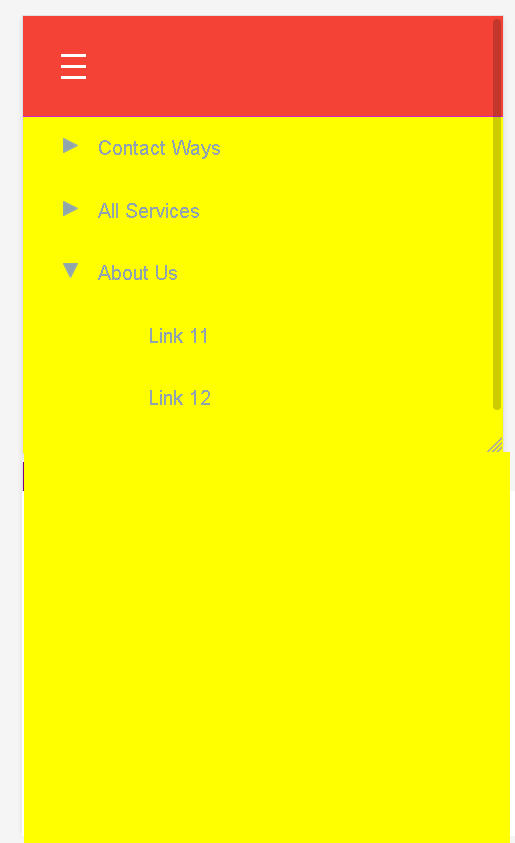 Contact Ways
All Services
About Us
Link 11
Link 12